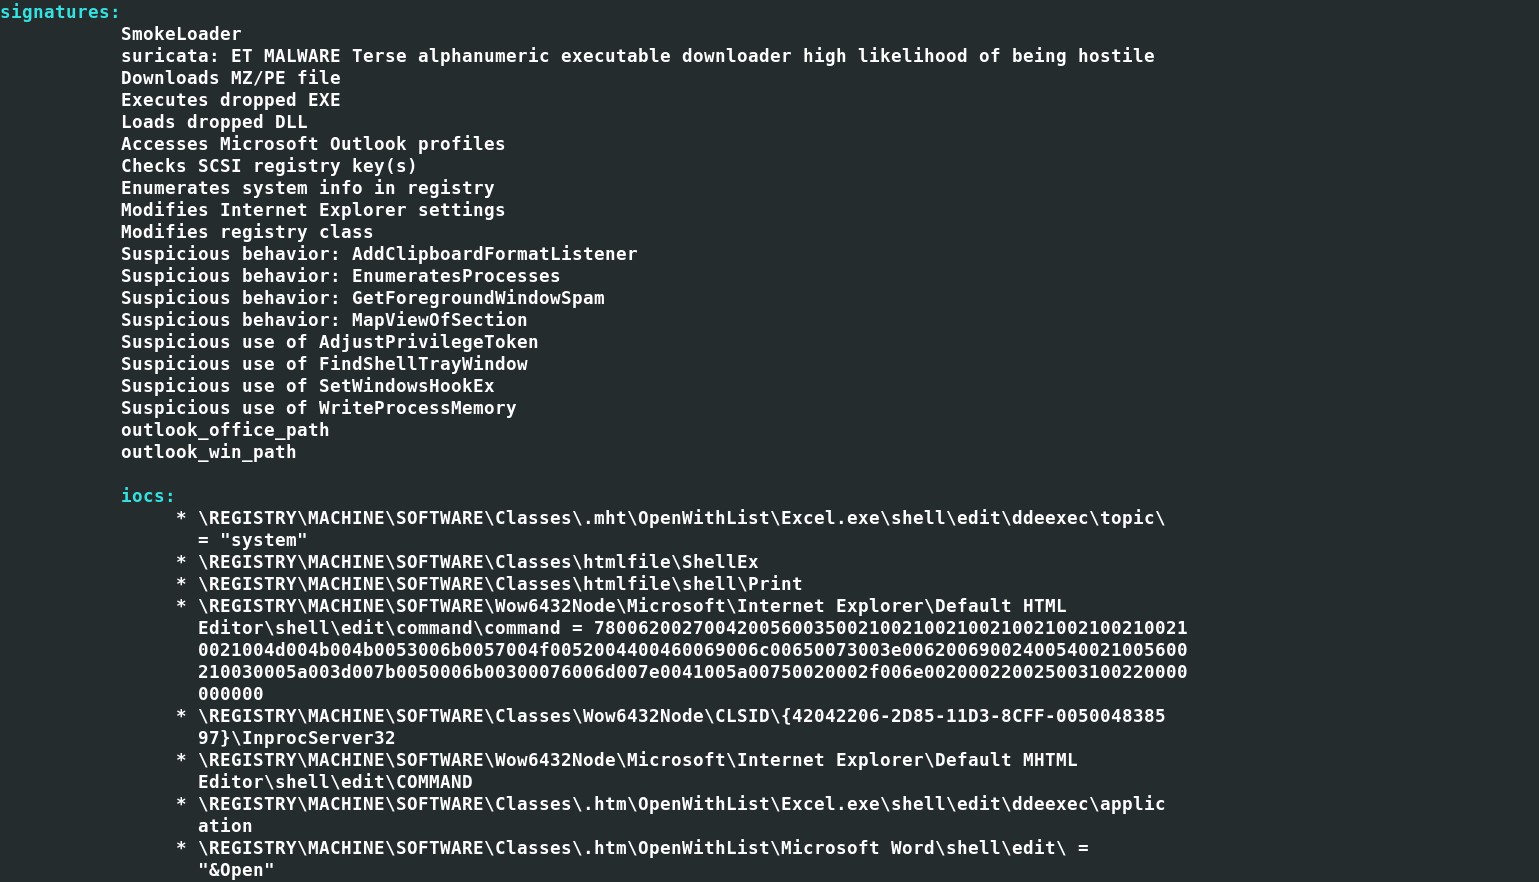 signatures:
SmokeLoader
suricata: ET MALWARE Terse alphanumeric executable downloader high likelihood of being hostile
Downloads MZ/PE file
Executes dropped EXE
Loads dropped DLL
Accesses Microsoft Outlook profiles
Checks SCSI registry key(s)
Enumerates system info in registry
Modifies Internet Explorer settings
Modifies registry class
Suspicious behavior: AddClipboardFormatListener
Suspicious behavior: EnumeratesProcesses
Suspicious behavior: GetForegroundWindowSpam
Suspicious behavior: MapViewOfSection
Suspicious use of AdjustPrivilegeToken
Suspicious use of FindShellTrayWindow
Suspicious use of SetWindowsHookEx
Suspicious use of WriteProcessMemory
outlook_office_path
outlook_win_path
iocs:
* \REGISTRY\MACHINE\SOFTWARE\Classes\.mht\OpenWithList\Excel.exe\shell\edit\ddeexec\topic\
= "system"
* \REGISTRY\MACHINE\SOFTWARE\Classes\htmlfile\ShellEx
* \REGISTRY\MACHINE\SOFTWARE\Classes\htmlfile\shell\Print
* \REGISTRY\MACHINE\SOFTWARE\Wow6432Node\Microsoft\Internet Explorer\Default HTML
Editor\shell\edit\command\command = 780062002700420056003500210021002100210021002100210021
0021004d004b004b0053006b0057004f0052004400460069006c00650073003e00620069002400540021005600
210030005a003d007b0050006b00300076006d007e0041005a00750020002f006e002000220025003100220000
000000
* \REGISTRY\MACHINE\SOFTWARE\Classes\Wow6432Node\CLSID\{42042206-2D85-11D3-8CFF-0050048385
97}\InprocServer32
* \REGISTRY\MACHINE\SOFTWARE\Wow6432Node\Microsoft\Internet Explorer\Default MHTML
Editor\shell\edit\COMMAND
* \REGISTRY\MACHINE\SOFTWARE\Classes\.htm\OpenWithList\Excel.exe\shell\edit\ddeexec\applic
ation
* \REGISTRY\MACHINE\SOFTWARE\Classes\.htm\OpenWithList\Microsoft Word\shell\edit\ =
"&Open"